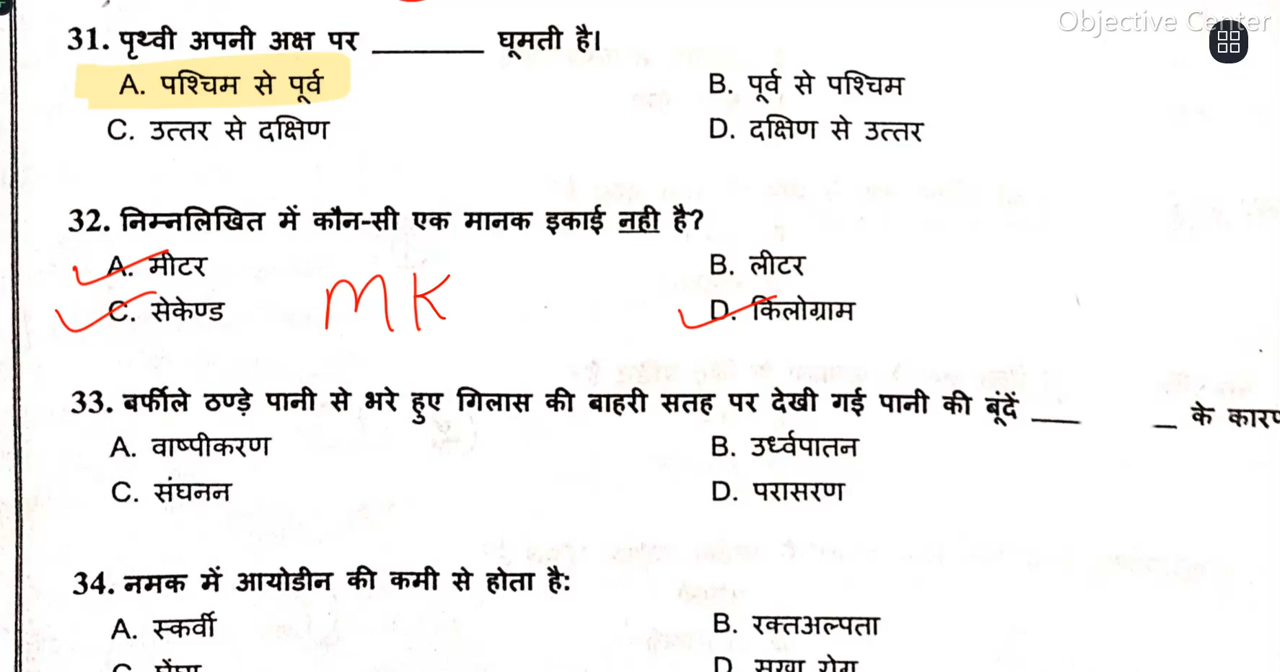 Objective Center
31. पृथ्वी अपनी अक्ष पर ________ घूमती है।
A. पश्चिम से पूर्व
B. पूर्व से पश्चिम
C. उत्तर से दक्षिण
D. दक्षिण से उत्तर
32. निम्नलिखित में कौन-सी एक मानक इकाई नही है?
A. मीटर
B. लीटर
C. सेकेण्ड
D. किलोग्राम
MK
33. बर्फीले ठण्ड़े पानी से भरे हुए गिलास की बाहरी सतह पर देखी गई पानी की बूंदें ____ __ के कारण
A. वाष्पीकरण
B. उर्ध्वपातन
C. संघनन
D. परासरण
34. नमक में आयोडीन की कमी से होता है:
A. स्कर्वी
B. रक्तअल्पता
C.
D. सूखा रोग